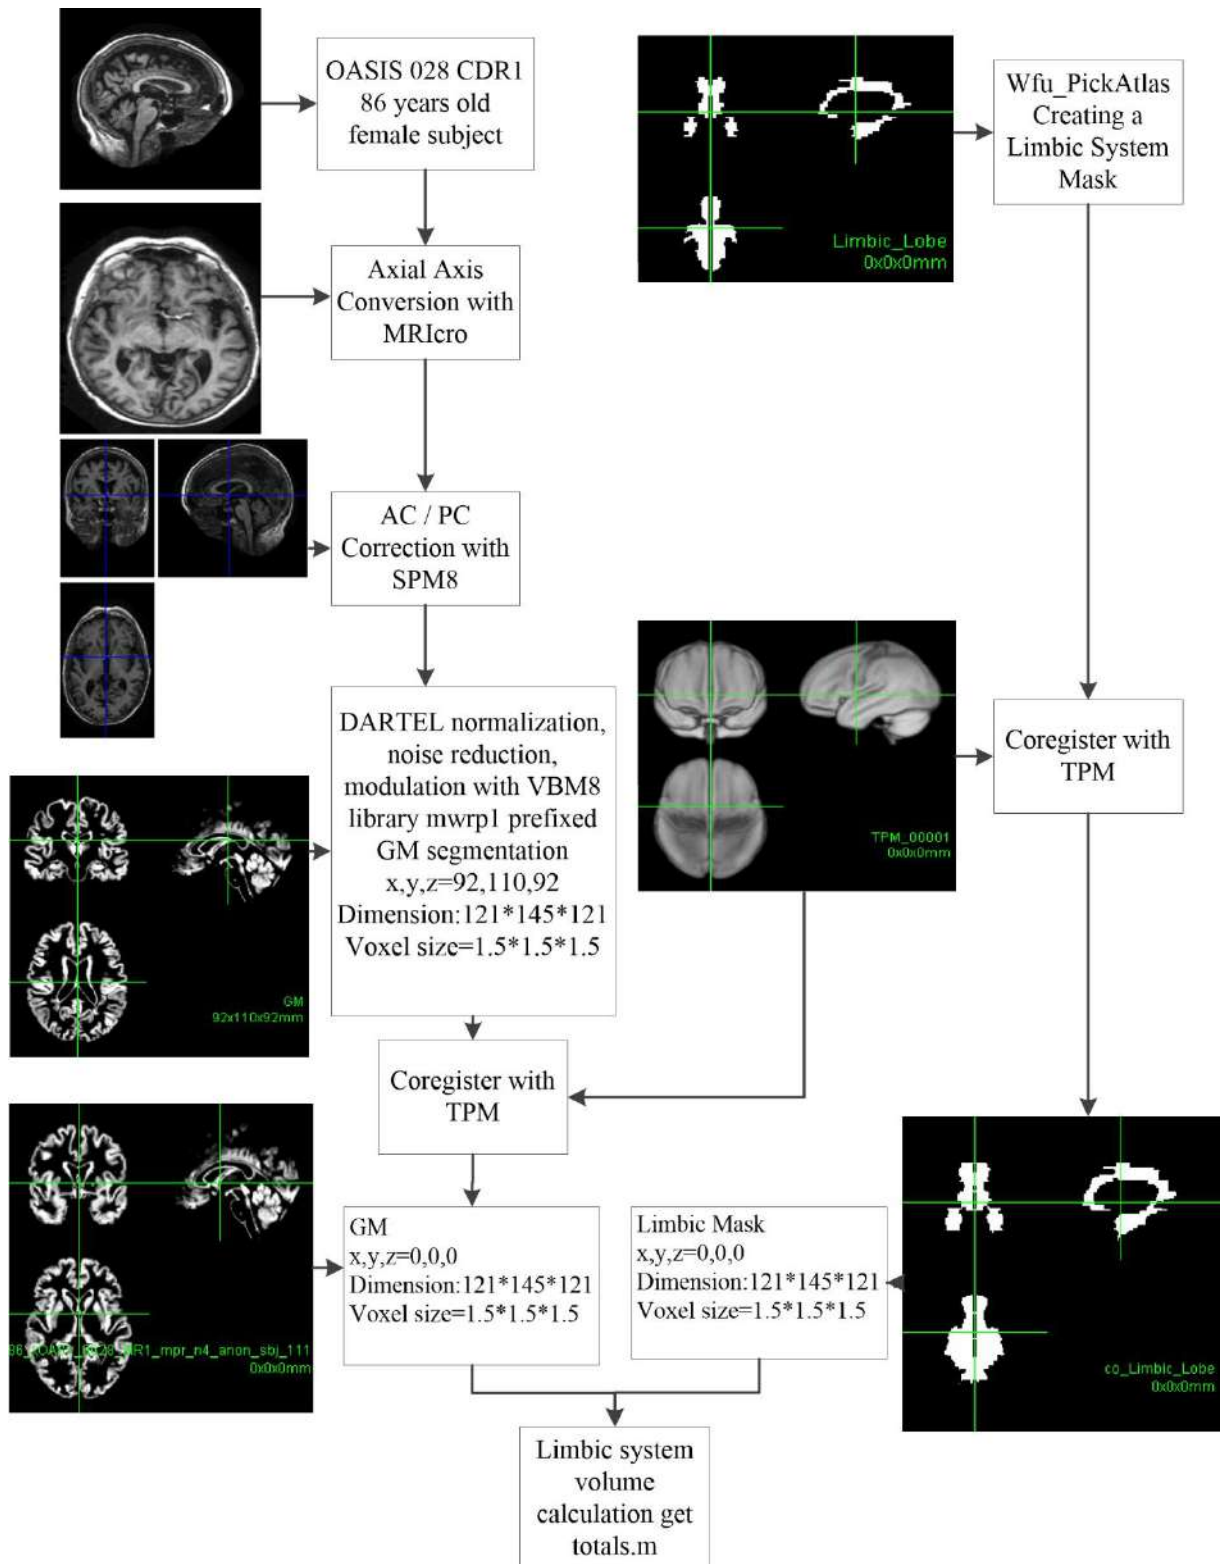 OASIS 028 CDR1
86 years old
female subject
Wfu_PickAtlas
Creating a
Limbic System
Mask
Limbic_Lobe
0x0x0mm
Axial Axis
Conversion with
MRIcro
AC / PC
Correction with
SPM8
DARTEL normalization,
noise reduction,
modulation with VBM8
library mwrp1 prefixed
GM segmentation
x,y,z=92,110,92
Dimension:121*145*121
Voxel size=1.5*1.5*1.5
GM
92x110x92mm
TPM_00001
0x0x0mm
Coregister with
TPM
Coregister with
TPM
GM
x,y,z=0,0,0
Dimension:121*145*121
Voxel size=1.5*1.5*1.5
Limbic Mask
x,y,z=0,0,0
Dimension:121*145*121
Voxel size=1.5*1.5*1.5
mpr_n4_anon_sbj_111
0x0x0mm
co_Limbic_Lobe
0x0x0mm
Limbic system
volume
calculation get
totals.m